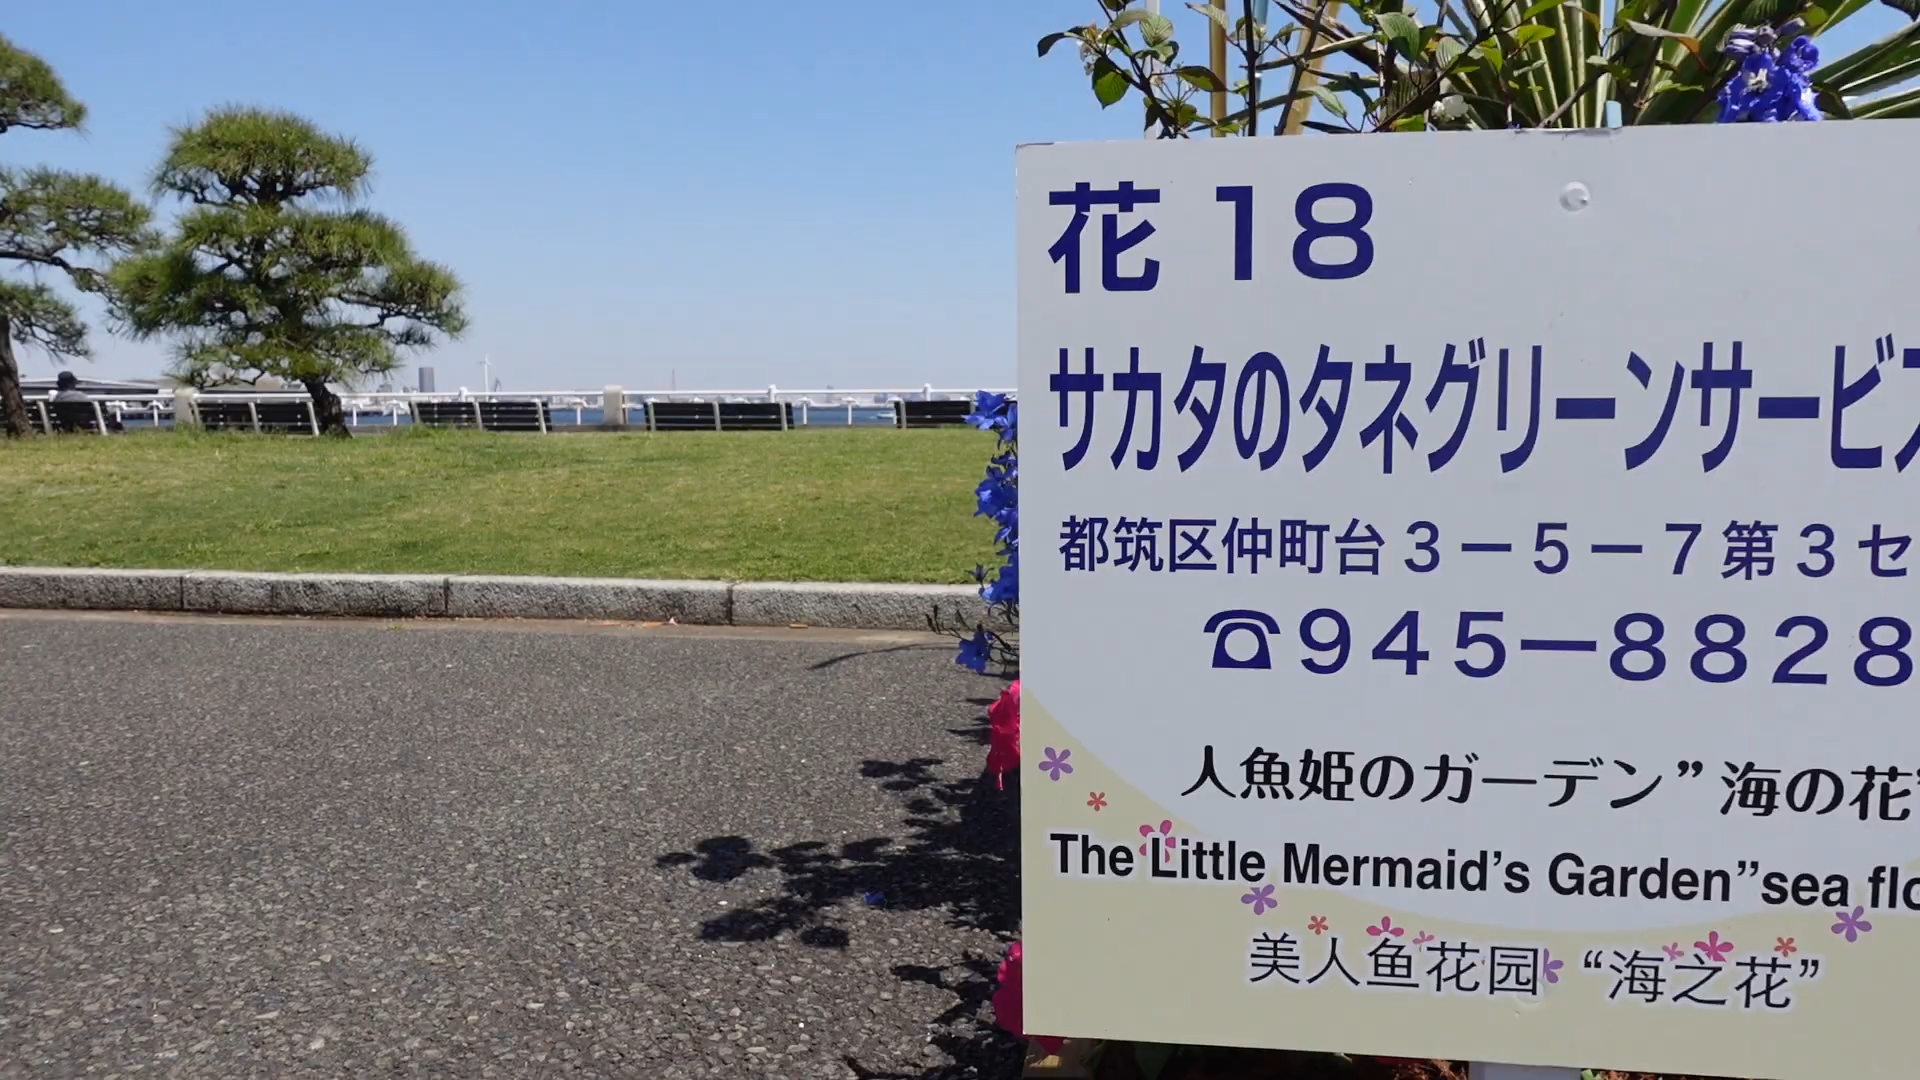 花 18
サカタのタネグリーンサービ
都筑区仲町台3－5－7第3セ
☎945－8828
人魚姫のガーデン”海の花”
The Little Mermaid’s Garden”sea flo
美人鱼花园 “海之花”